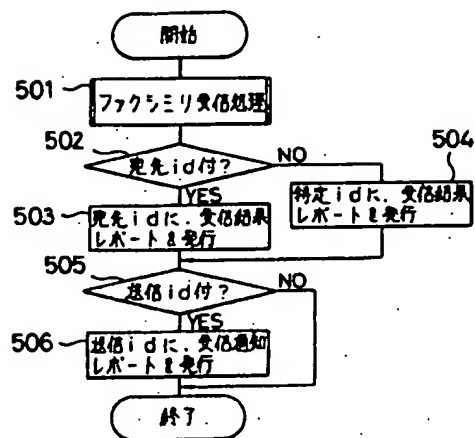 開始
501
ファクシミリ受信処理
502
宛先id付?
NO
504
YES
特定idに、受信結果
レポートを発行
503
宛先idに、受信結果
レポートを発行
505
送信id付?
NO
YES
506
送信idに、受信通知
レポートを発行
終了